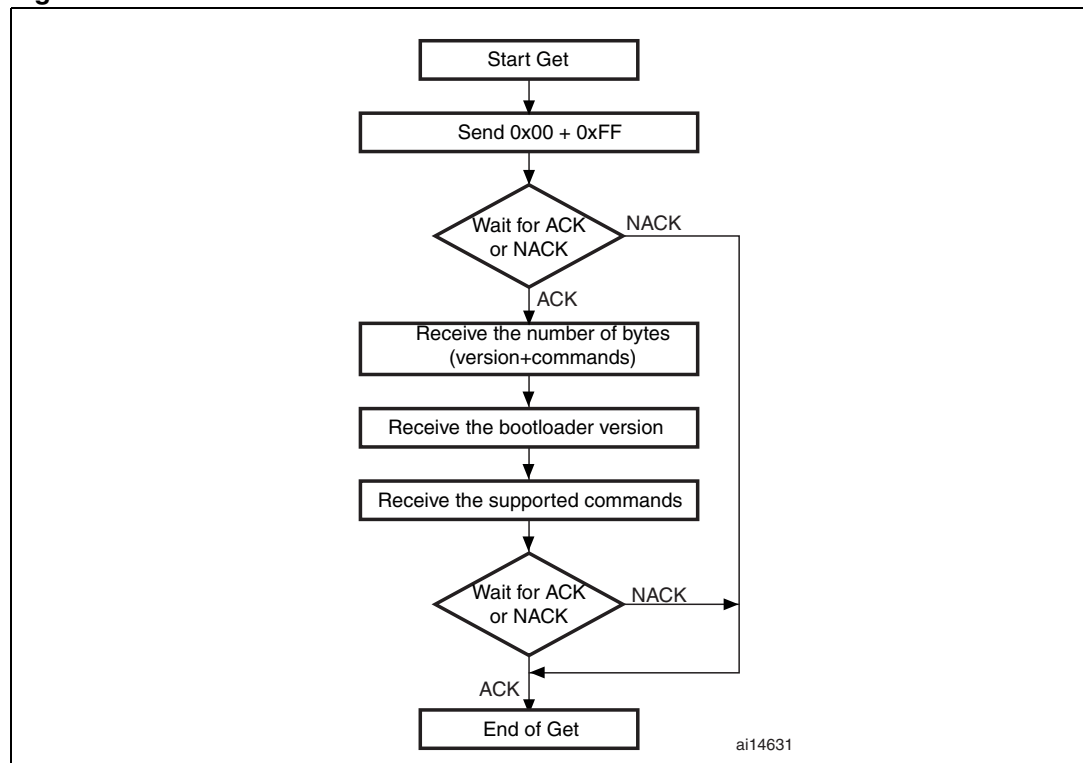 Start Get
Send 0x00 + 0xFF
Wait for ACK
or NACK
NACK
ACK
Receive the number of bytes
(version+commands)
Receive the bootloader version
Receive the supported commands
Wait for ACK
or NACK
NACK
ACK
End of Get
ai14631